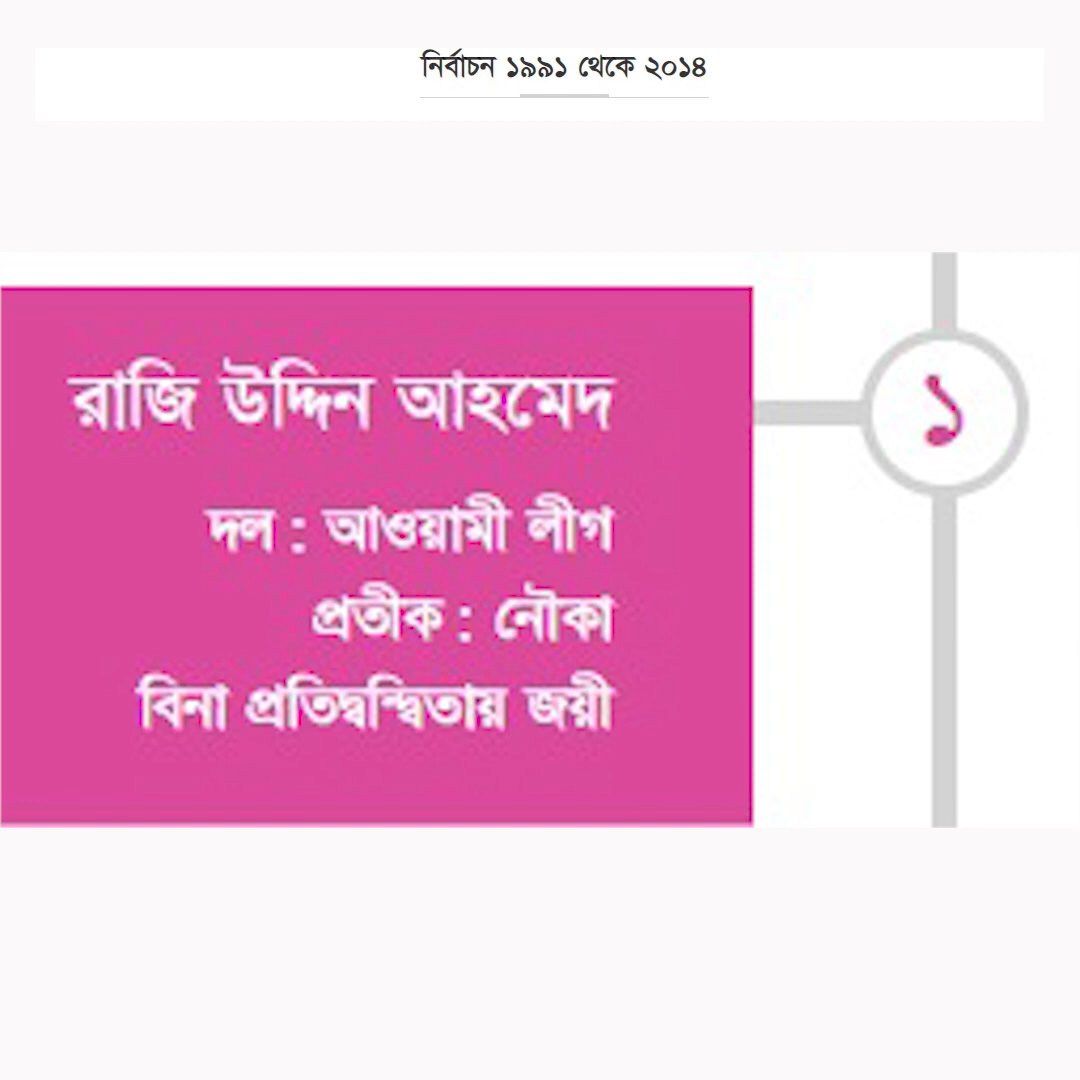 নির্বাচন ১৯৯১ থেকে ২০১৪
রাজি উদ্দিন আহমেদ
১
দল : আওয়ামী লীগ
প্রতীক : নৌকা
বিনা প্রতিদ্বন্দ্বিতায় জয়ী